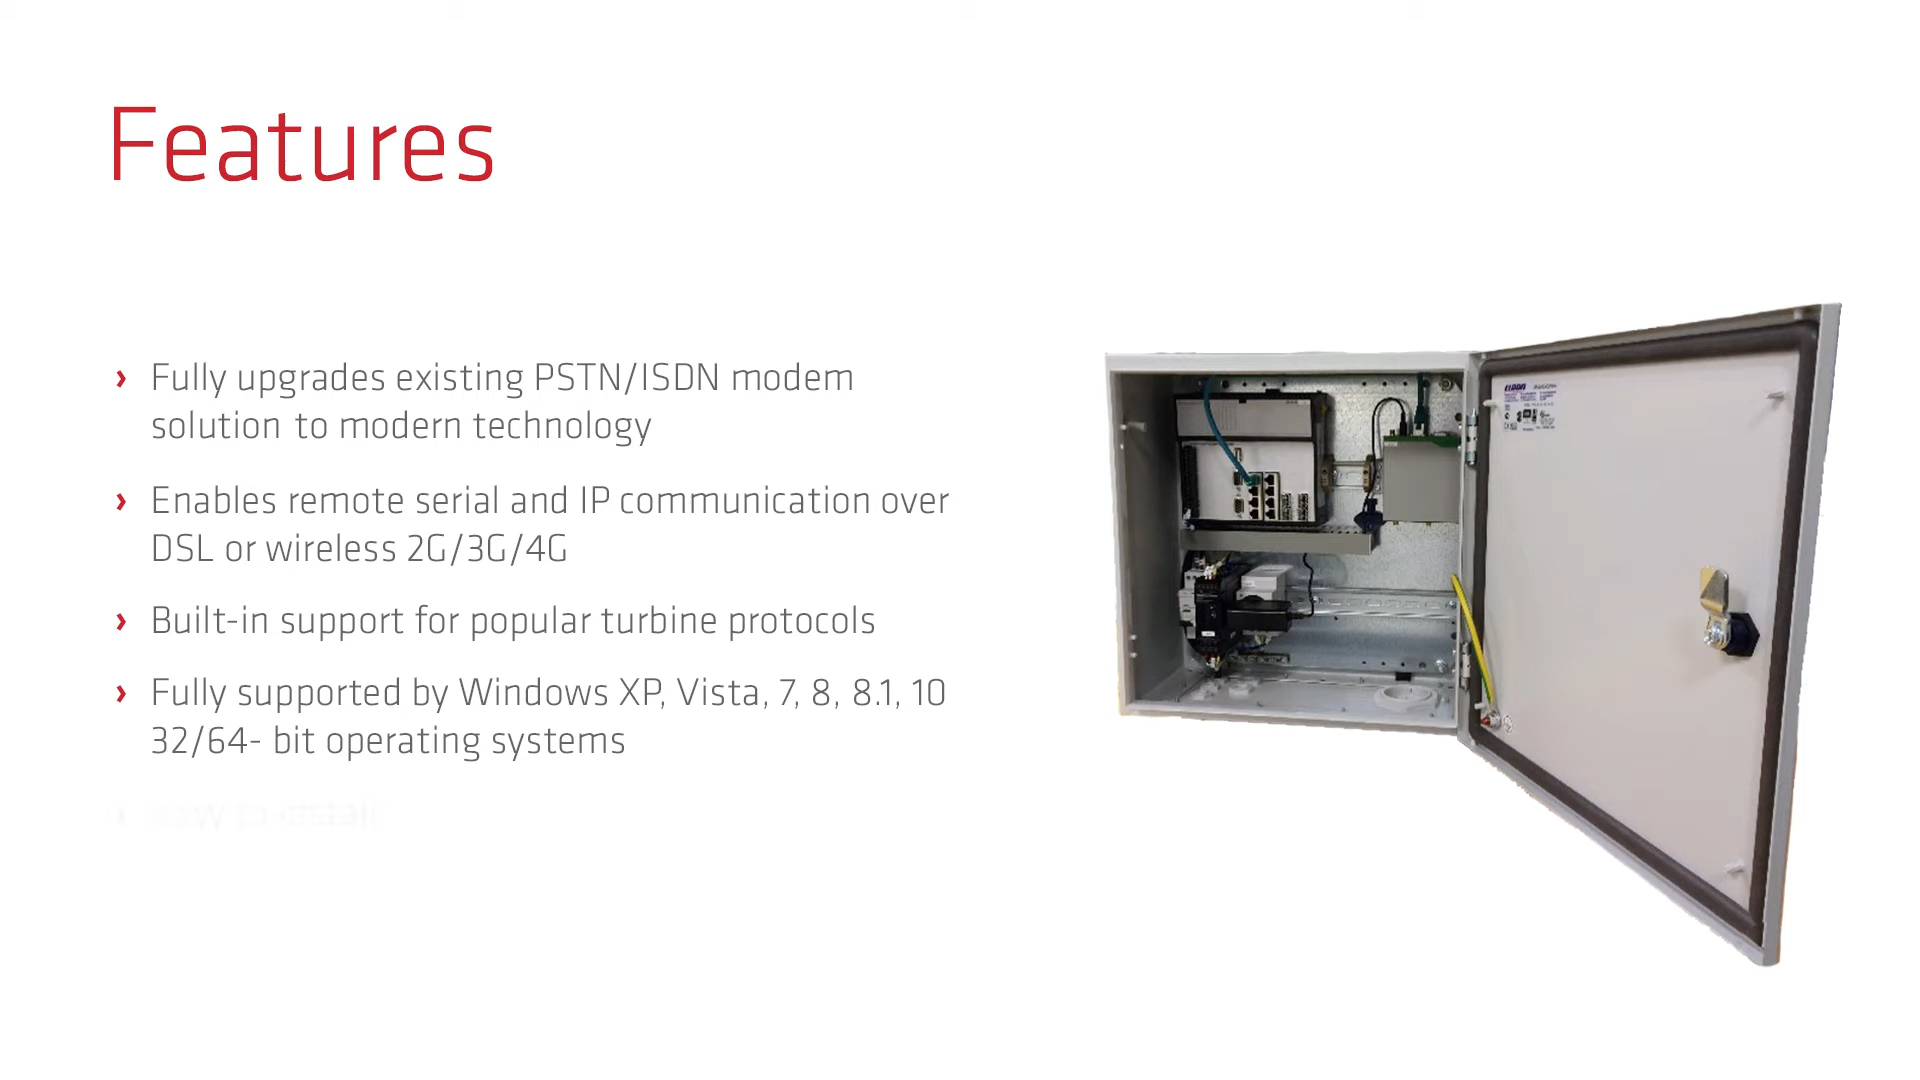 Features
› Fully upgrades existing PSTN/ISDN modem
solution to modern technology
› Enables remote serial and IP communication over
DSL or wireless 2G/3G/4G
› Built-in support for popular turbine protocols
› Fully supported by Windows XP, Vista, 7, 8, 8.1, 10
32/64- bit operating systems
ELDON